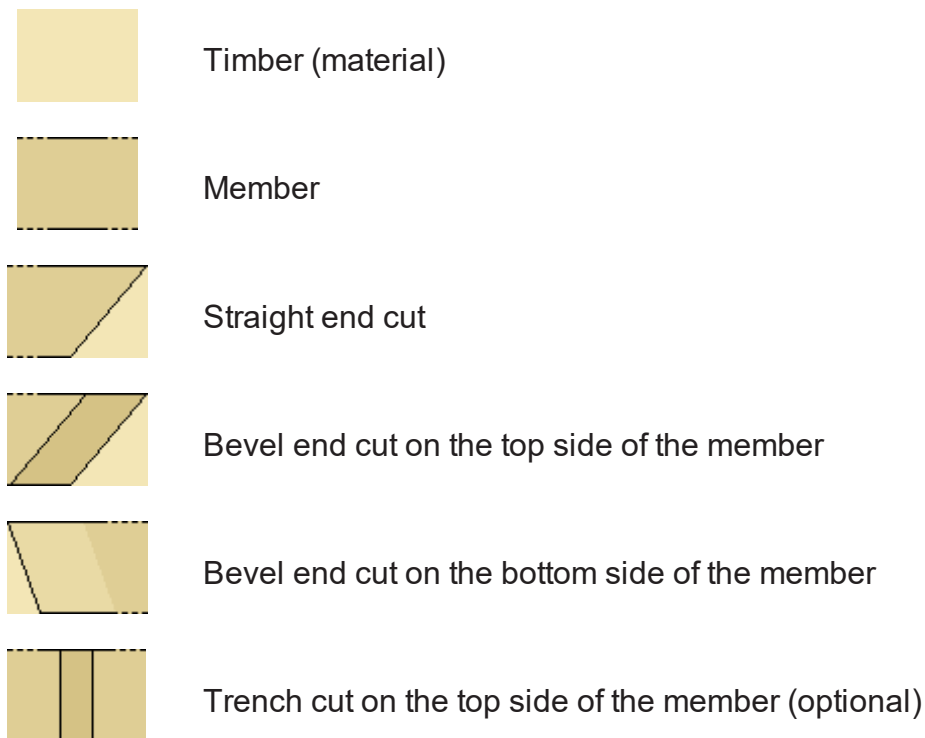 Timber (material)
Member
Straight end cut
Bevel end cut on the top side of the member
Bevel end cut on the bottom side of the member
Trench cut on the top side of the member (optional)